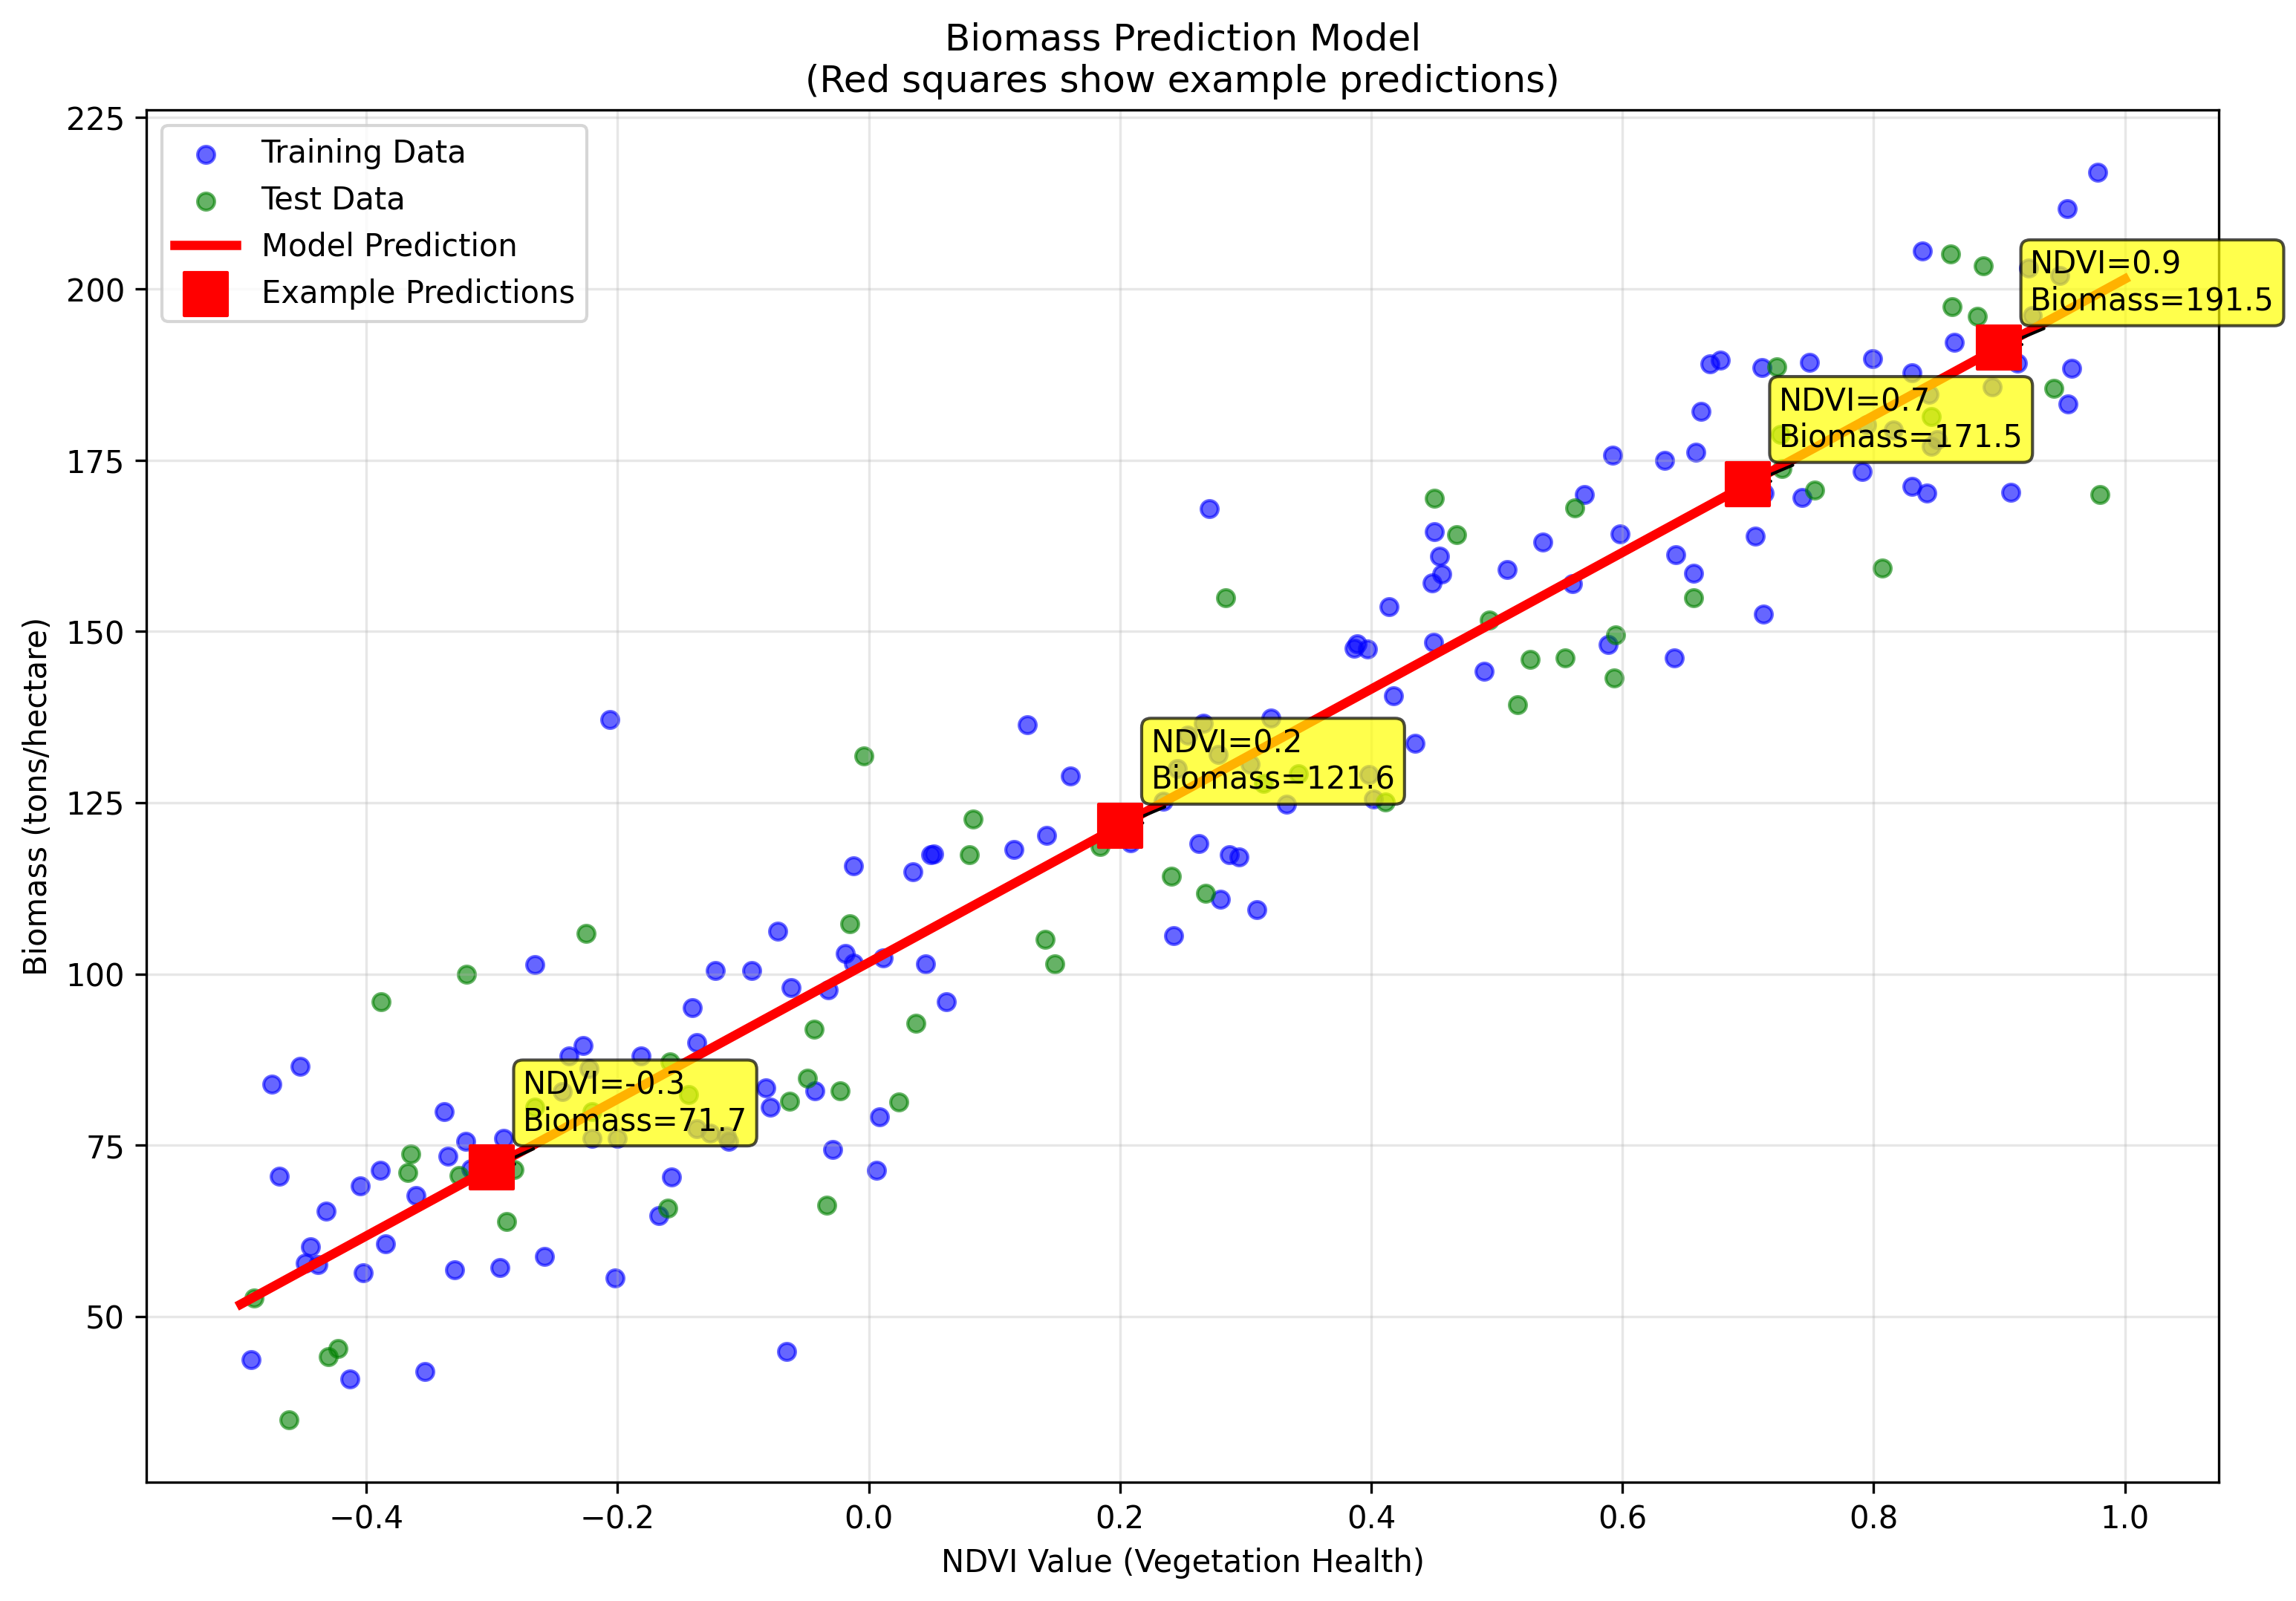 Biomass Prediction Model
(Red squares show example predictions)
225
200
175
150
125
100
75
50
Biomass (tons/hectare)
Training Data
Test Data
Model Prediction
Example Predictions
NDVI=0.9
Biomass=191.5
NDVI=0.7
Biomass=171.5
NDVI=0.2
Biomass=121.6
NDVI=-0.3
Biomass=71.7
−0.4
−0.2
0.0
0.2
0.4
0.6
0.8
1.0
NDVI Value (Vegetation Health)